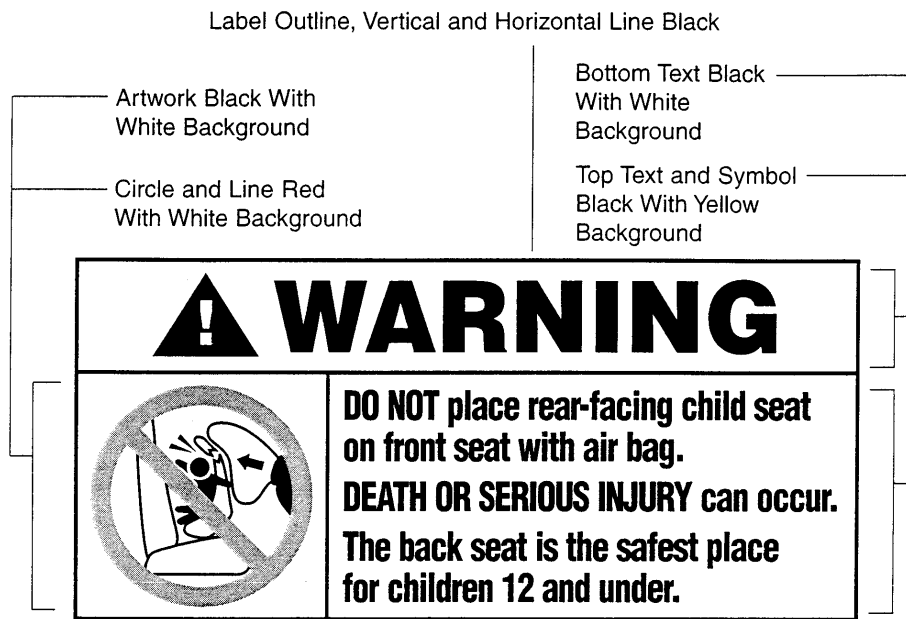 Label Outline, Vertical and Horizontal Line Black
Artwork Black With
White Background
Circle and Line Red
With White Background
Bottom Text Black
With White
Background
Top Text and Symbol
Black With Yellow
Background
! WARNING
DO NOT place rear-facing child seat
on front seat with air bag.
DEATH OR SERIOUS INJURY can occur.
The back seat is the safest place
for children 12 and under.